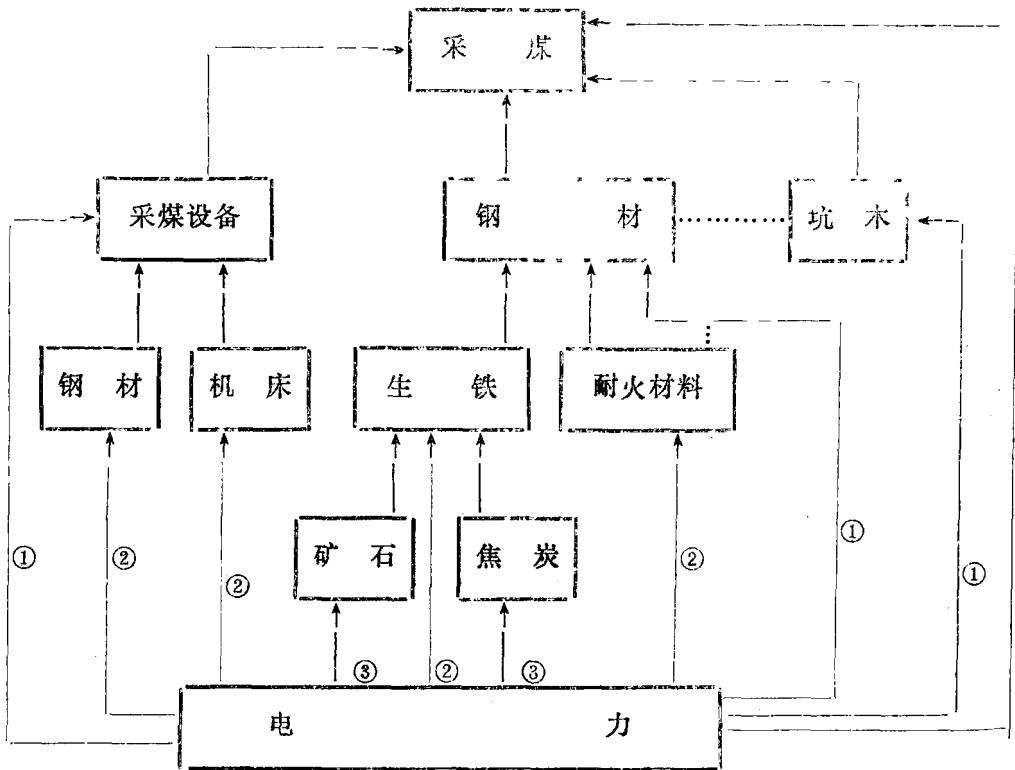 采 煤
采煤设备 钢 材 坑 木
钢 材 机 床 生 铁 耐火材料
①
矿 石 焦 炭
① ② ② ② ①
③ ② ③
电 力